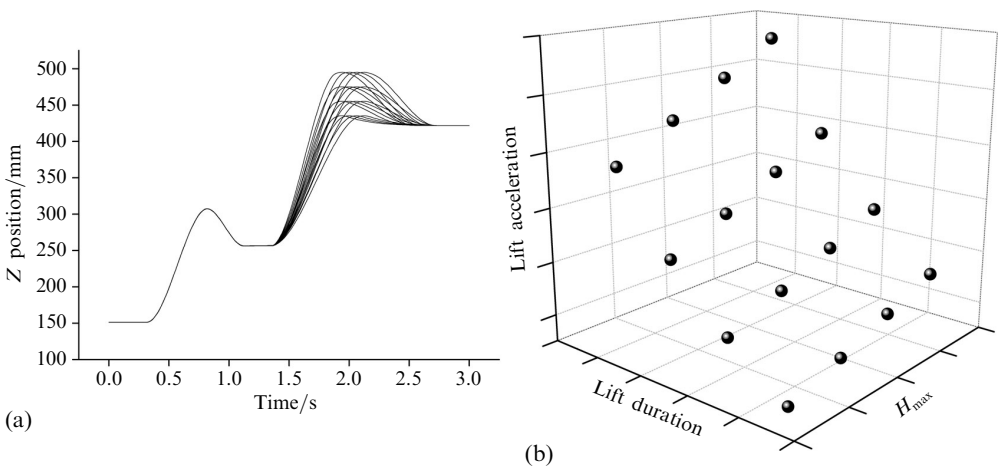 500
450
400
350
300
250
200
150
100
Z position/mm
0.0 0.5 1.0 1.5 2.0 2.5 3.0
Time/s
(a)
Lift acceleration
Lift duration
Hmax
(b)